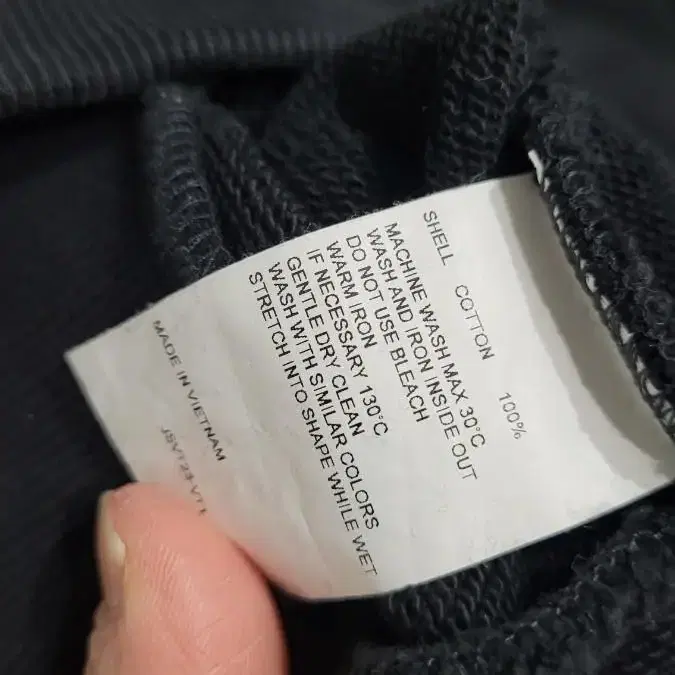 SHELL COTTON 100%
MACHINE WASH MAX 30°C
WASH AND IRON INSIDE OUT
DO NOT USE BLEACH
WARM IRON
IF NECESSARY 130°C
GENTLE DRY CLEAN
WASH WITH SIMILAR COLORS
STRETCH INTO SHAPE WHILE WET
MADE IN VIETNAM